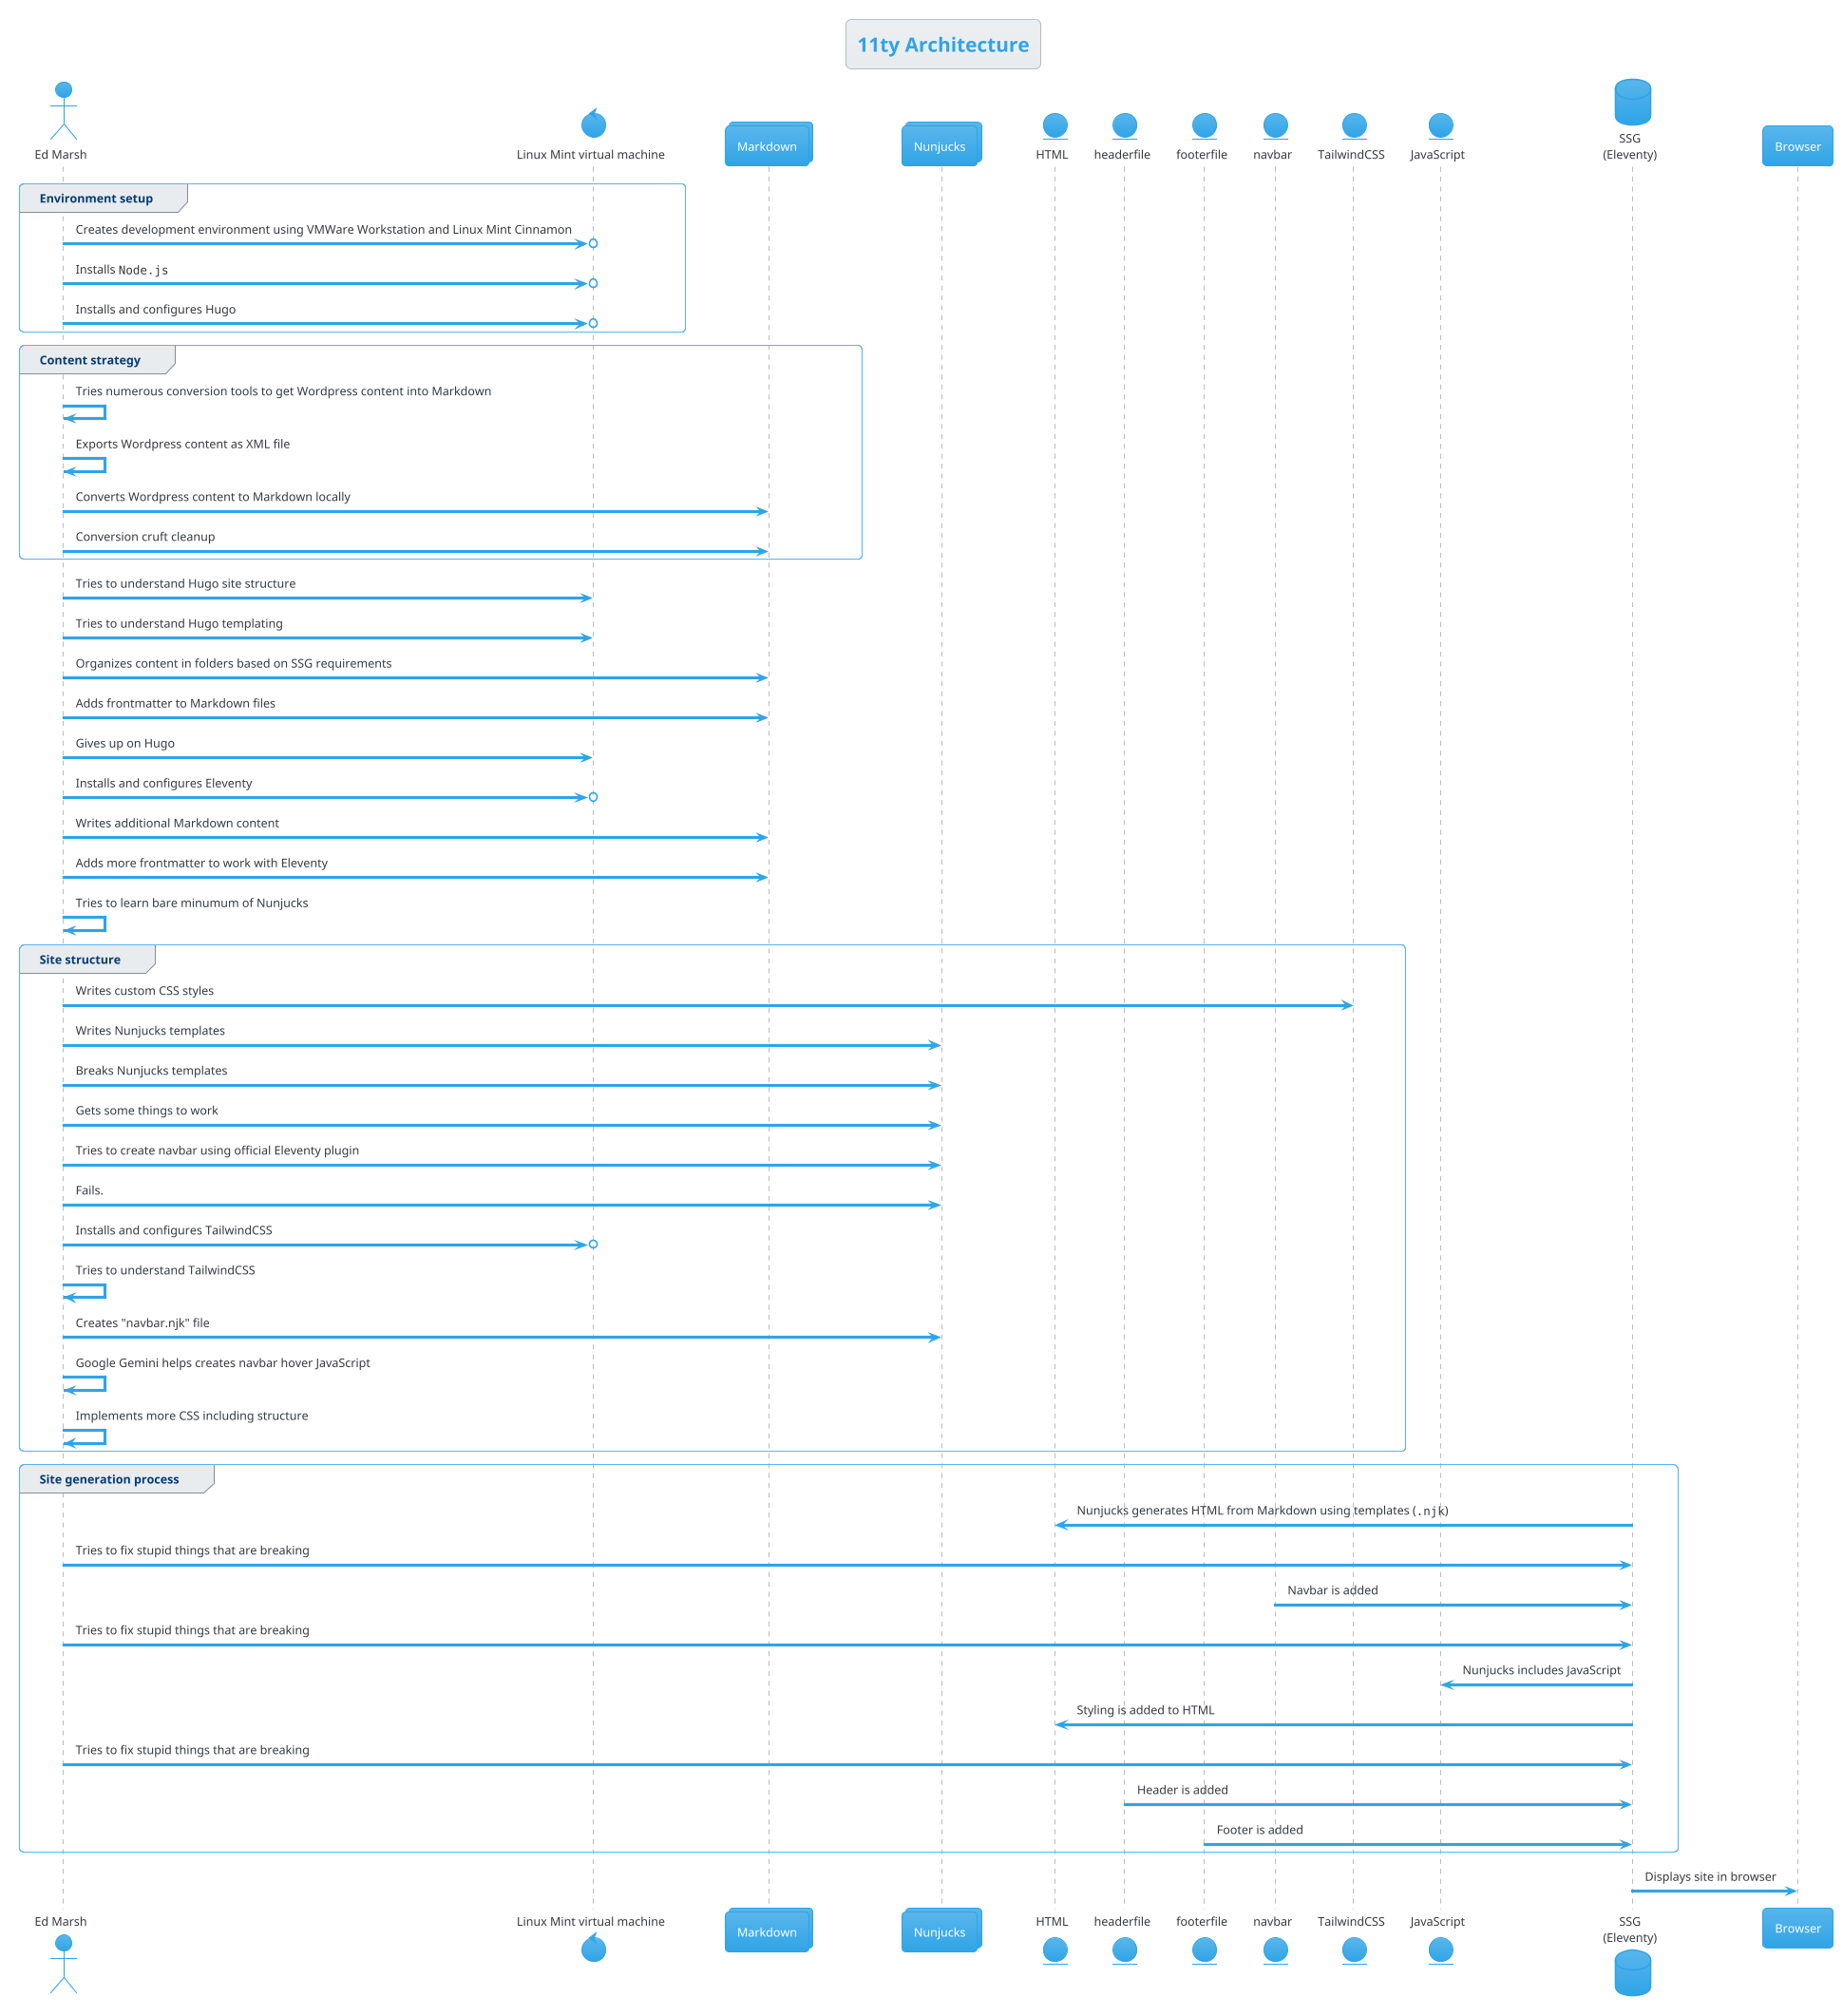 11ty Architecture
Ed Marsh
Linux Mint virtual machine
Markdown
Nunjucks
HTML
headerfile
footerfile
navbar
TailwindCSS
JavaScript
SSG
(Eleventy)
Browser
Environment setup
Creates development environment using VMWare Workstation and Linux Mint Cinnamon
Installs Node.js
Installs and configures Hugo
Content strategy
Tries numerous conversion tools to get Wordpress content into Markdown
Exports Wordpress content as XML file
Converts Wordpress content to Markdown locally
Conversion cruft cleanup
Tries to understand Hugo site structure
Tries to understand Hugo templating
Organizes content in folders based on SSG requirements
Adds frontmatter to Markdown files
Gives up on Hugo
Installs and configures Eleventy
Writes additional Markdown content
Adds more frontmatter to work with Eleventy
Tries to learn bare minumum of Nunjucks
Site structure
Writes custom CSS styles
Writes Nunjucks templates
Breaks Nunjucks templates
Gets some things to work
Tries to create navbar using official Eleventy plugin
Fails.
Installs and configures TailwindCSS
Tries to understand TailwindCSS
Creates "navbar.njk" file
Google Gemini helps creates navbar hover JavaScript
Implements more CSS including structure
Site generation process
Nunjucks generates HTML from Markdown using templates (.njk)
Tries to fix stupid things that are breaking
Navbar is added
Tries to fix stupid things that are breaking
Nunjucks includes JavaScript
Styling is added to HTML
Tries to fix stupid things that are breaking
Header is added
Footer is added
Displays site in browser
Ed Marsh
Linux Mint virtual machine
Markdown
Nunjucks
HTML
headerfile
footerfile
navbar
TailwindCSS
JavaScript
SSG
(Eleventy)
Browser